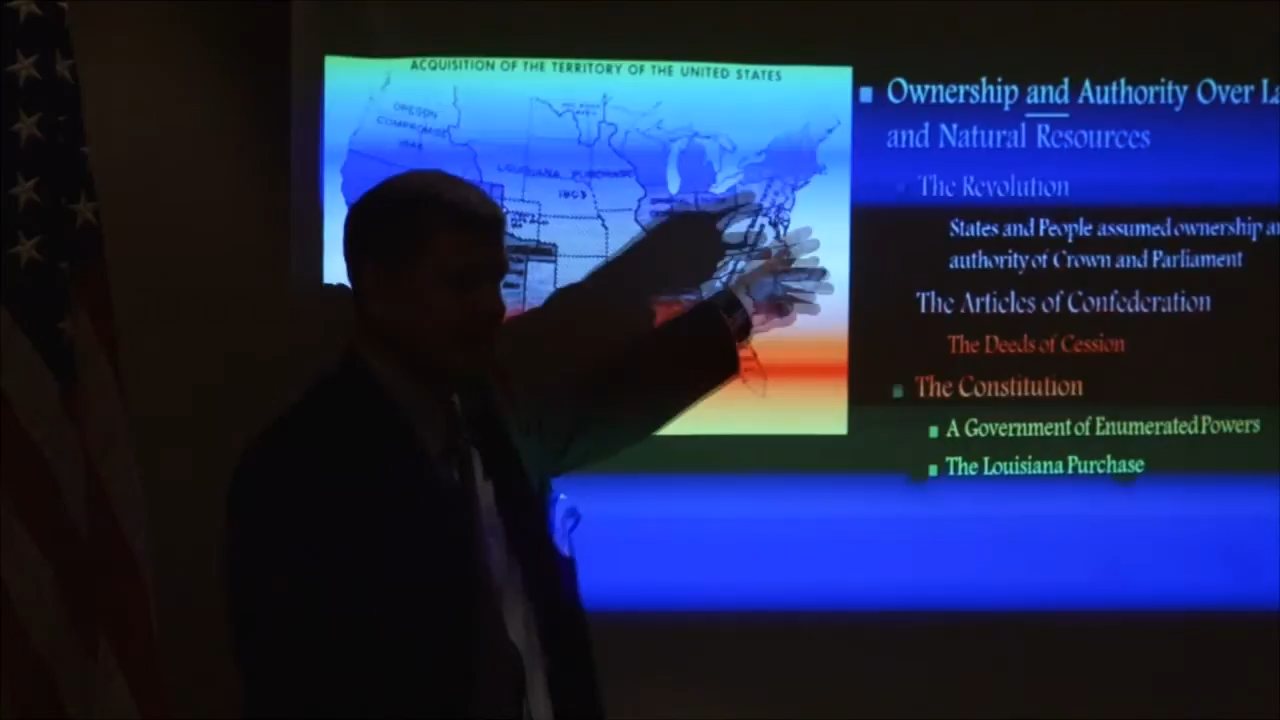 ACQUISITION OF THE TERRITORY OF THE UNITED STATES
OREGON
COMPROMISE
LOUISIANA PURCHASE
1803
Ownership and Authority Over
and Natural Resources
The Revolution
States and People assumed ownership
authority of Crown and Parliament
The Articles of Confederation
The Deeds of Cession
The Constitution
A Government of Enumerated Powers
The Louisiana Purchase